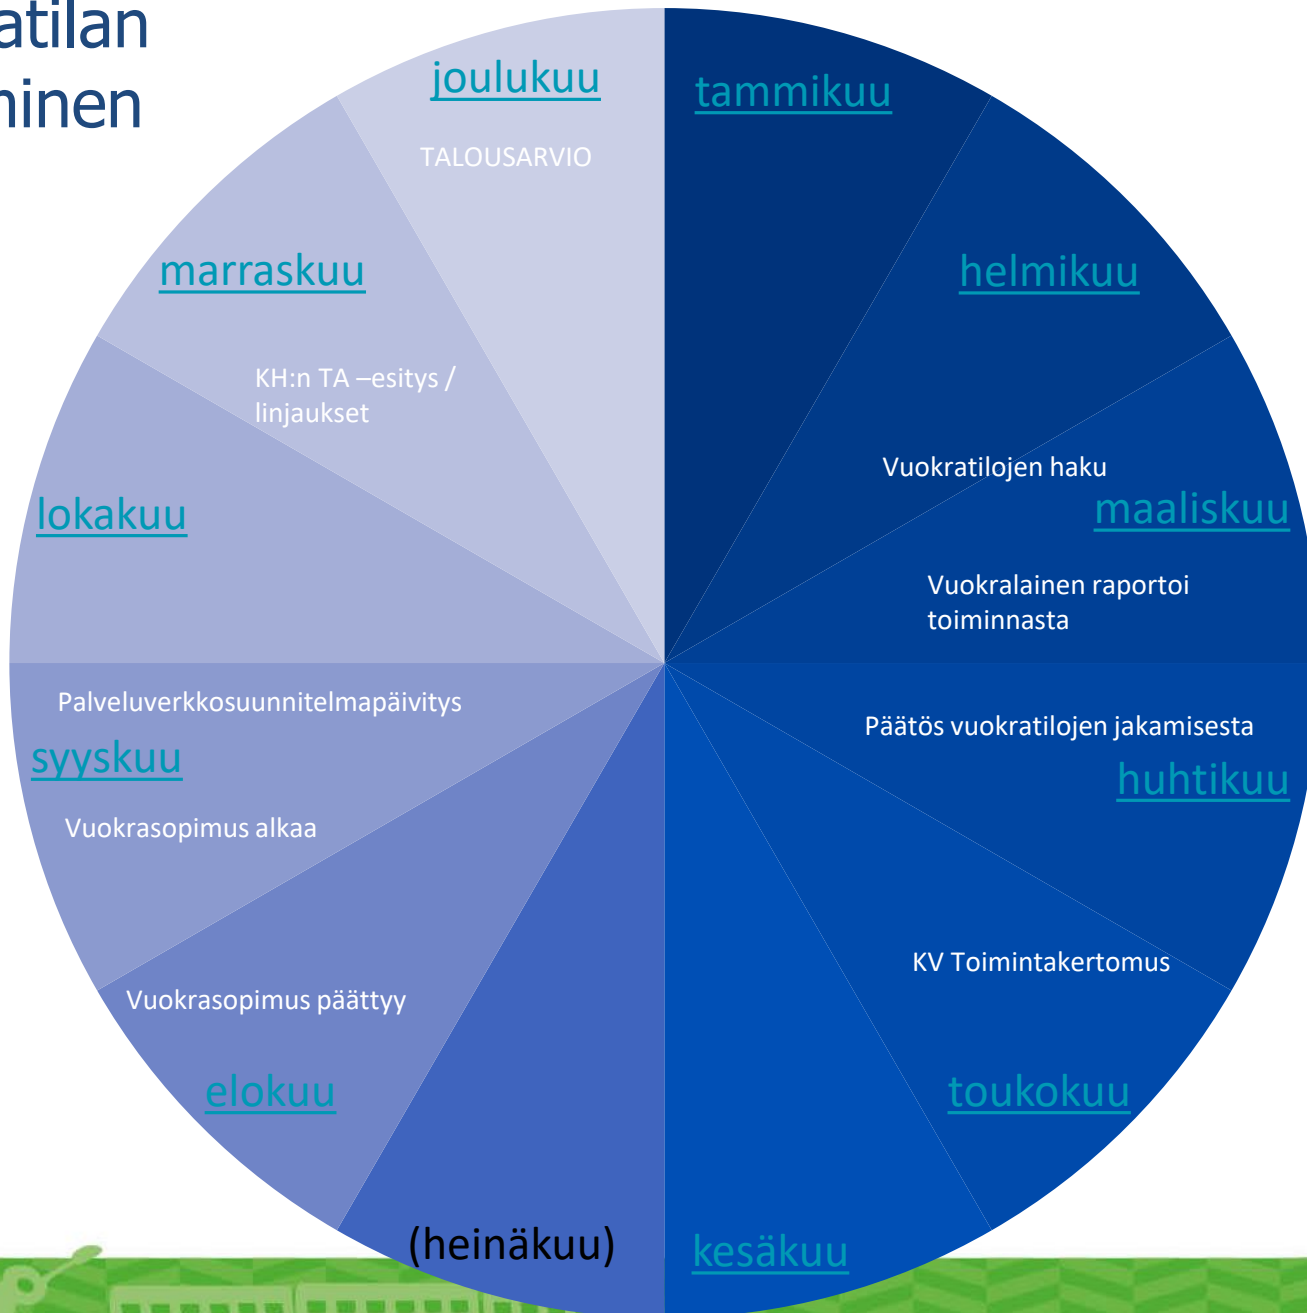 atilan
minen
joulukuu
TALOUSARVIO
tammikuu
helmikuu
Vuokratilojen haku
maaliskuu
Vuokralainen raportoi
toiminnasta
Päätös vuokratilojen jakamisesta
huhtikuu
KV Toimintakertomus
toukokuu
kesäkuu
(heinäkuu)
Vuokrasopimus päättyy
elokuu
Palveluverkkosuunnitelmapäivitys
syyskuu
Vuokrasopimus alkaa
lokakuu
marraskuu
KH:n TA –esitys /
linjaukset